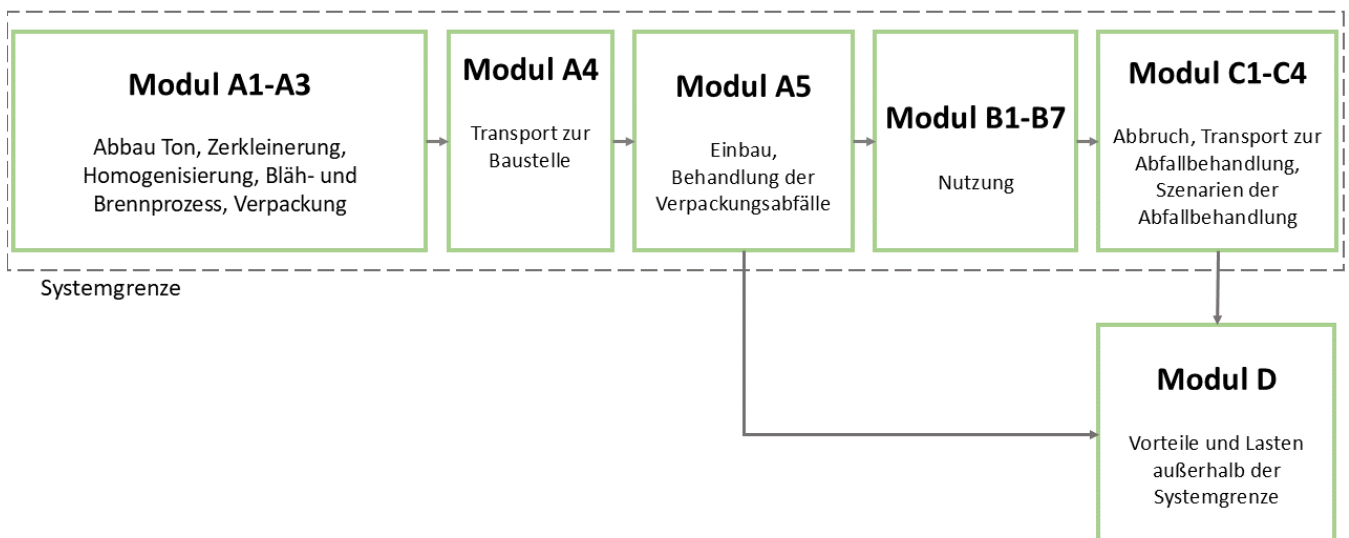 Modul A1-A3
Abbau Ton, Zerkleinerung,
Homogenisierung, Bläh- und
Brennprozess, Verpackung
Modul A4
Transport zur
Baustelle
Modul A5
Einbau,
Behandlung der
Verpackungsabfälle
Modul B1-B7
Nutzung
Modul C1-C4
Abbruch, Transport zur
Abfallbehandlung,
Szenarien der
Abfallbehandlung
Systemgrenze
Modul D
Vorteile und Lasten
außerhalb der
Systemgrenze